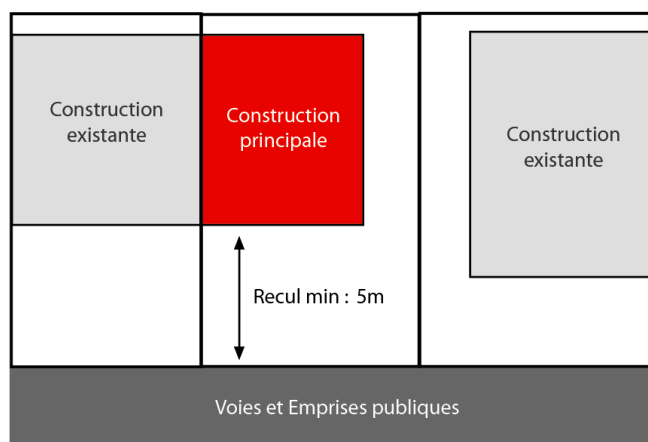 Construction
existante
Construction
principale
Construction
existante
Recul min : 5m
Voies et Emprises publiques